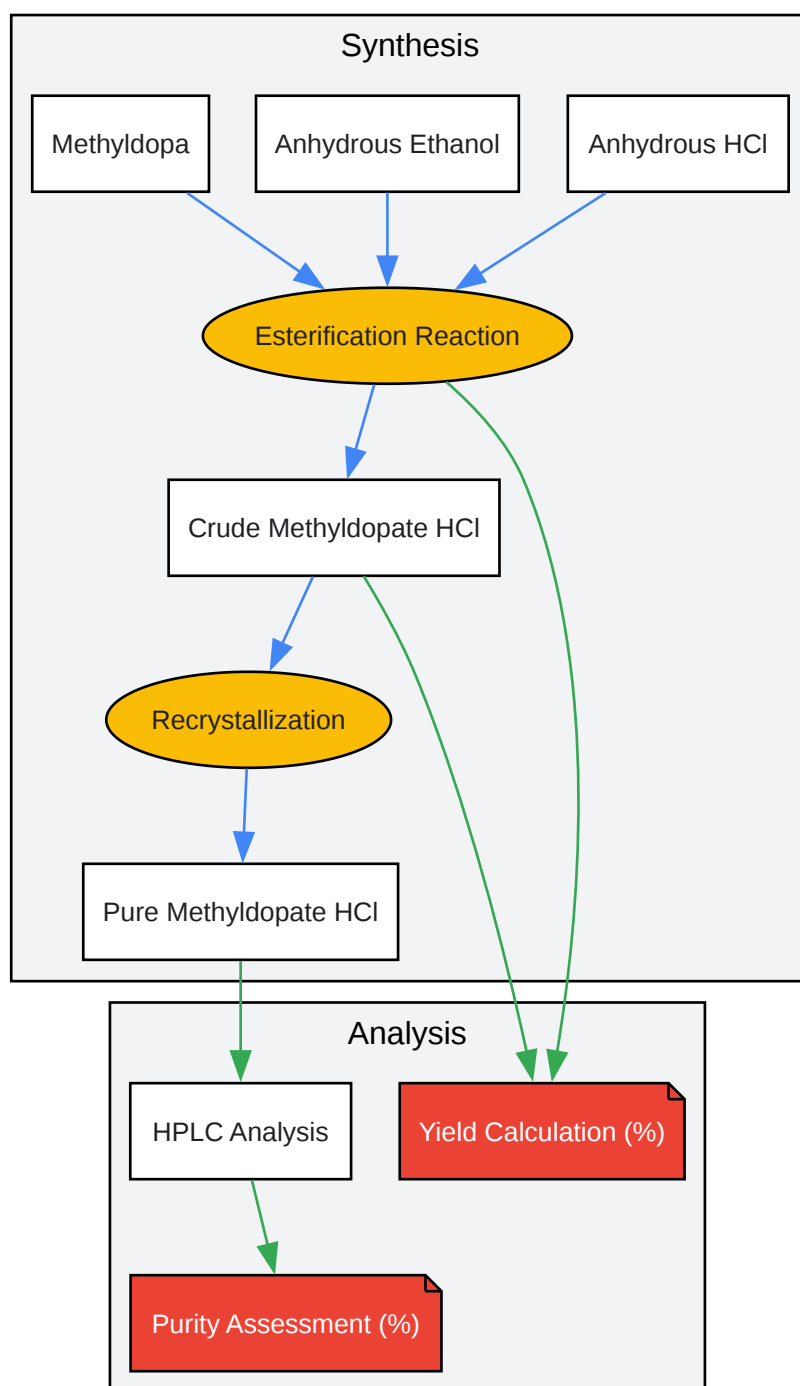 Synthesis
Methyldopa
Anhydrous Ethanol
Anhydrous HCl
Esterification Reaction
Crude Methyldopate HCl
Recrystallization
Pure Methyldopate HCl
Analysis
HPLC Analysis
Yield Calculation (%)
Purity Assessment (%)